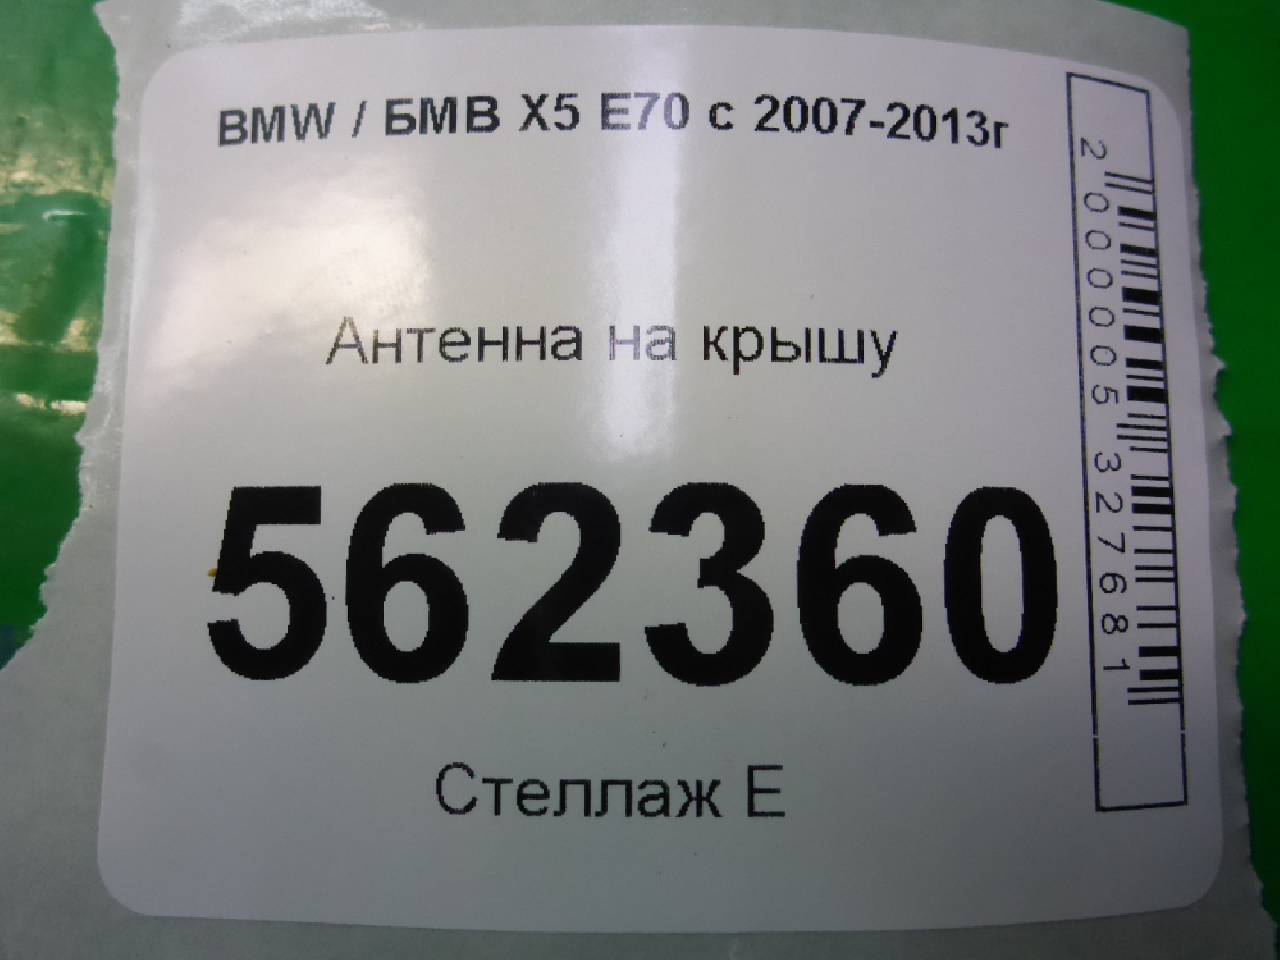 BMW / БМВ X5 E70 с 2007-2013г
Антенна на крышу
562360
Стеллаж Е
2000005327681